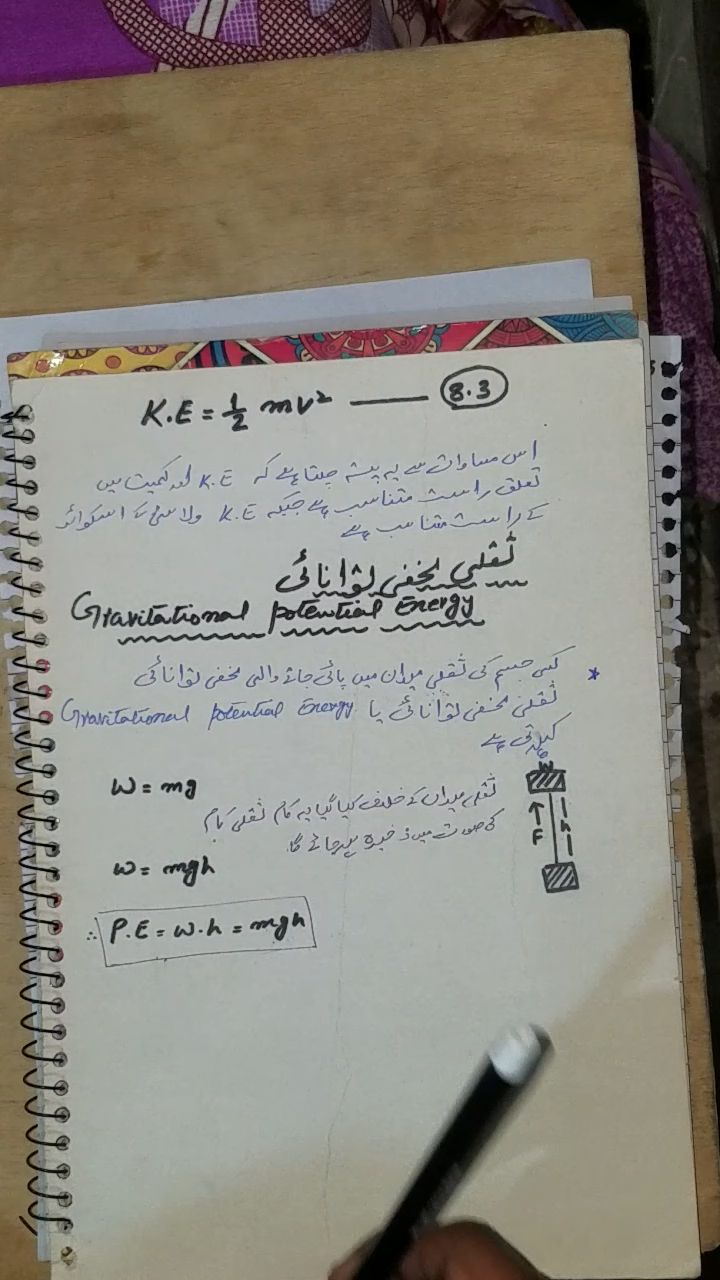 K.E = 1/2 mv² —— 8.3
اس مساوات سے یہ پتہ چلتا ہے کہ K.E اور کمیت میں
تعلق راست متناسب ہے جبکہ K.E ولاسٹی کا اسکوائر
کے راست متناسب ہے
ثقلی مخفی توانائی
Gravitational potential Energy
* کسی جسم کی ثقلی میدان میں پائی جانے والی مخفی توانائی
ثقلی مخفی توانائی یا Gravitational potential Energy
کہلاتی ہے
w = mg
ثقلی میدان کے خلاف کیا گیا یہ کام ثقلی
کی صورت میں ذخیرہ ہو جائے گا
w = mgh
W
F
h
∴ P.E = w.h = mgh